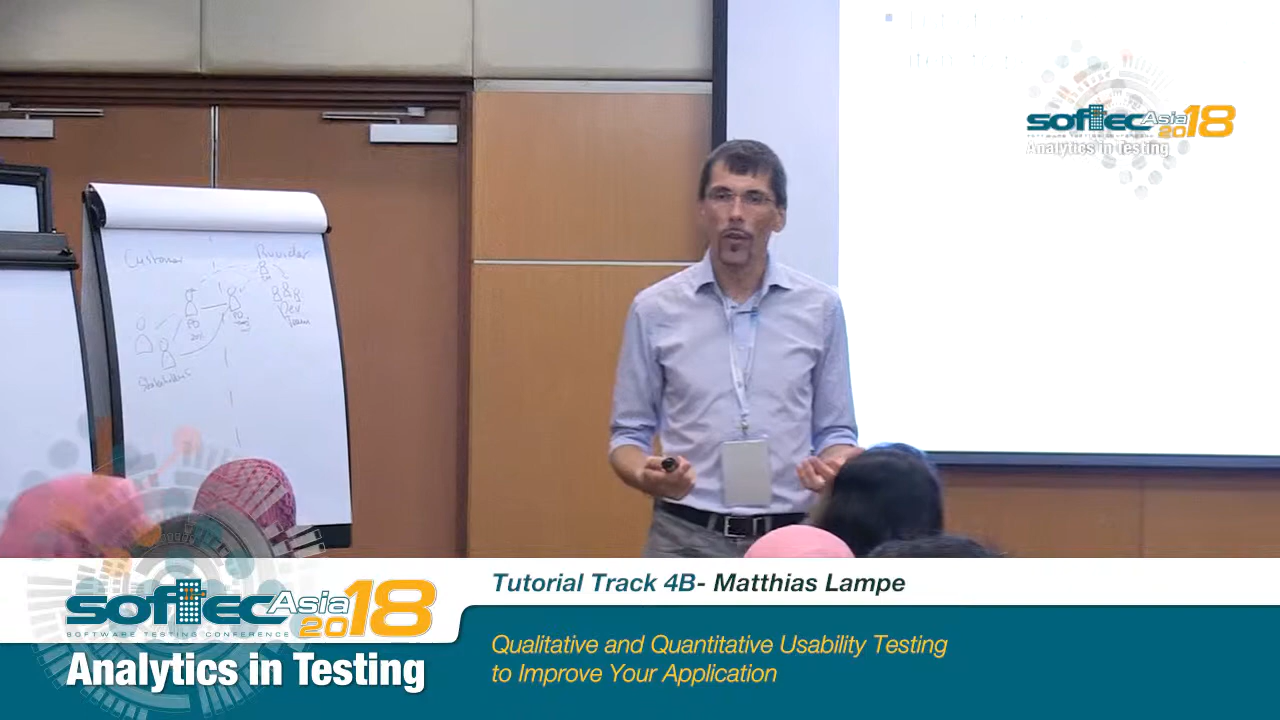 softec Asia 2018
Analytics in Testing
Customer
Provider
PO
PO
Dev
Team
Stakeholders
Tutorial Track 4B- Matthias Lampe
softec Asia 2018
SOFTWARE TESTING CONFERENCE
Analytics in Testing
Qualitative and Quantitative Usability Testing
to Improve Your Application